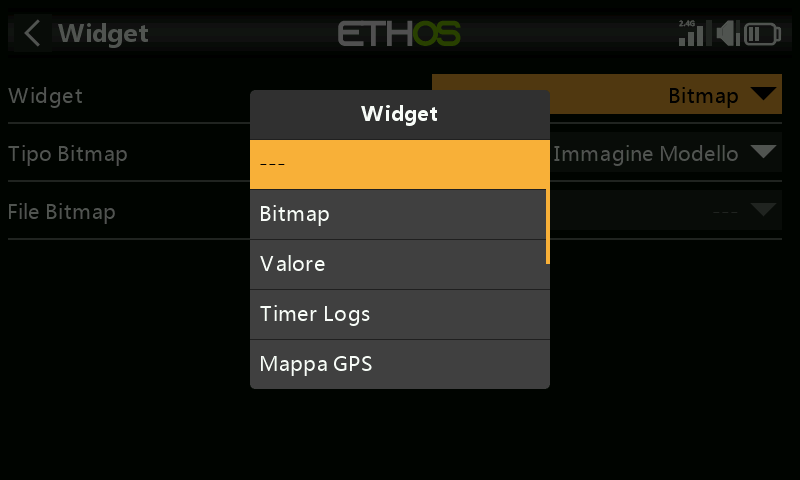 Widget
ETHOS
2.4G
Widget
Bitmap
Tipo Bitmap
Immagine Modello
File Bitmap
---
Widget
---
Bitmap
Valore
Timer Logs
Mappa GPS